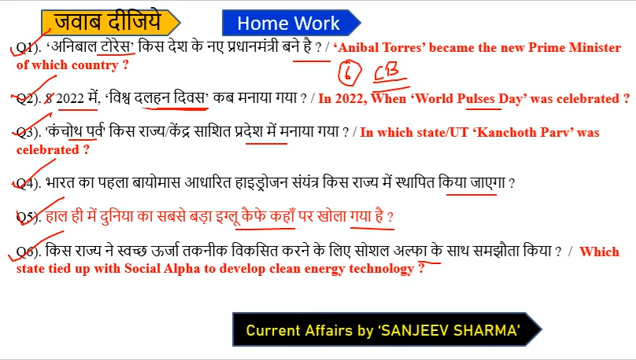 जवाब दीजिये
Home Work
Q1). 'अनिबाल टोरेस' किस देश के नए प्रधानमंत्री बने है ? / 'Anibal Torres' became the new Prime Minister
of which country ?
6 CB
Q2). 8 2022 में, 'विश्व दलहन दिवस' कब मनाया गया ? / In 2022, When 'World Pulses Day' was celebrated ?
Q3). 'कंचोथ पर्व' किस राज्य/केंद्र साशित प्रदेश में मनाया गया ? / In which state/UT 'Kanchoth Parv' was
celebrated ?
Q4). भारत का पहला बायोमास आधारित हाइड्रोजन संयंत्र किस राज्य में स्थापित किया जाएगा ?
Q5). हाल ही में दुनिया का सबसे बड़ा इग्लू कैफे कहाँ पर खोला गया है ?
Q6). किस राज्य ने स्वच्छ ऊर्जा तकनीक विकसित करने के लिए सोशल अल्फा के साथ समझौता किया ? / Which
state tied up with Social Alpha to develop clean energy technology ?
Current Affairs by 'SANJEEV SHARMA'